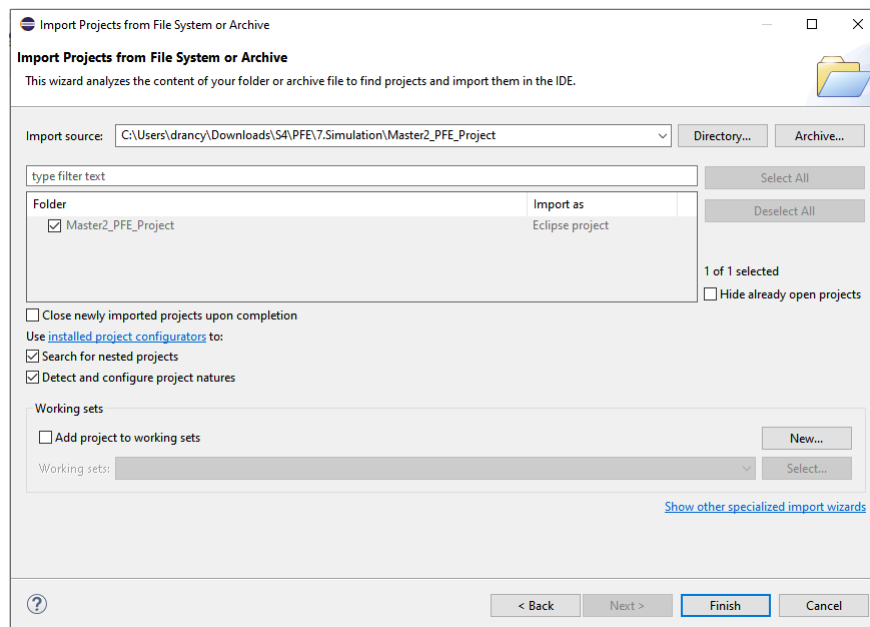 Import Projects from File System or Archive
Import Projects from File System or Archive
This wizard analyzes the content of your folder or archive file to find projects and import them in the IDE.
Import source: C:\Users\drancy\Downloads\S4\PFE\7.Simulation\Master2_PFE_Project Directory... Archive...
type filter text Select All
Folder Import as Deselect All
Master2_PFE_Project Eclipse project
1 of 1 selected
Hide already open projects
Close newly imported projects upon completion
Use installed project configurators to:
Search for nested projects
Detect and configure project natures
Working sets
Add project to working sets New...
Working sets: Select...
Show other specialized import wizards
? < Back Next > Finish Cancel